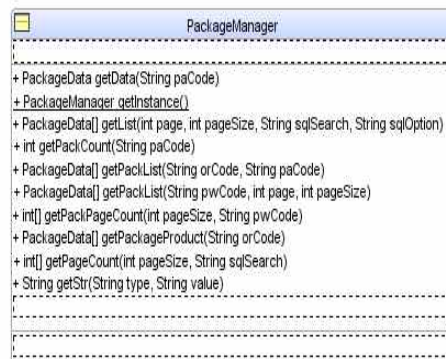 PackageManager
+ PackageData getData(String paCode)
+ PackageManager getInstance()
+ PackageData[] getList(int page, int pageSize, String sqlSearch, String sqlOption)
+ int getPackCount(String paCode)
+ PackageData[] getPackList(String orCode, String paCode)
+ PackageData[] getPackList(String pwCode, int page, int pageSize)
+ int[] getPackPageCount(int pageSize, String pwCode)
+ PackageData[] getPackageProduct(String orCode)
+ int[] getPageCount(int pageSize, String sqlSearch)
+ String getStr(String type, String value)